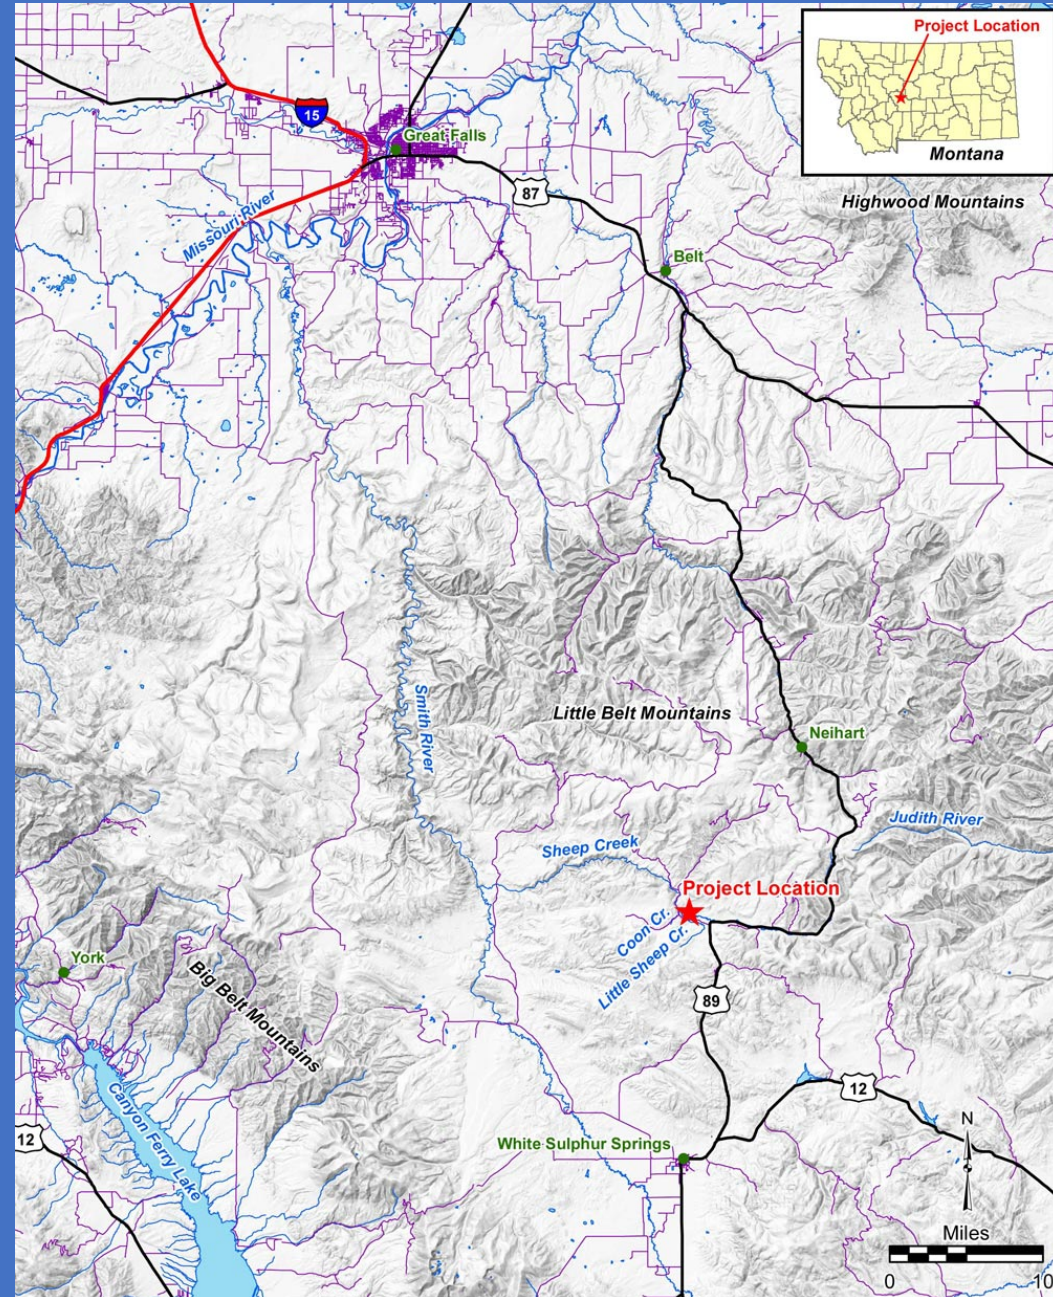 Project Location
Montana
15
Great Falls
87
Highwood Mountains
Missouri River
Belt
Smith River
Little Belt Mountains
Neihart
Judith River
Sheep Creek
Project Location
Coon Cr.
Little Sheep Cr.
York
Big Belt Mountains
89
Canyon Ferry Lake
12
12
White Sulphur Springs
N
Miles
0 10